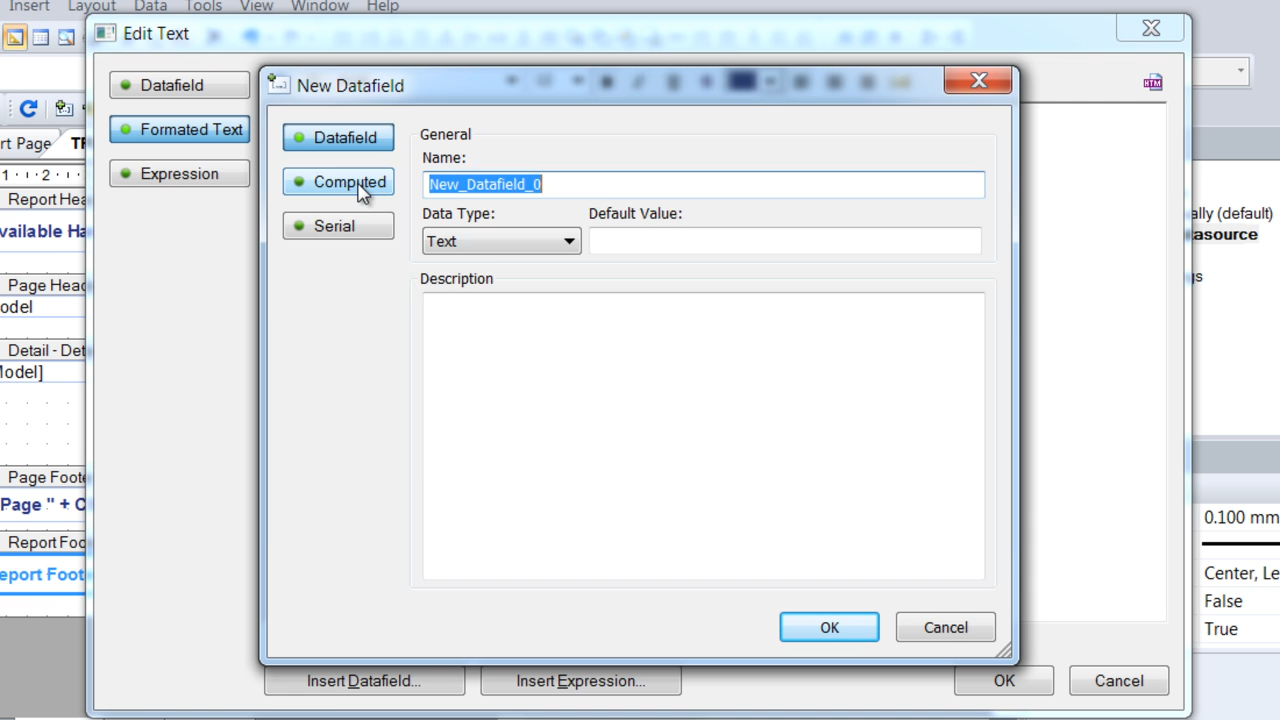 Insert Layout Data Tools View Window Help
Edit Text
New Datafield
HTM
Datafield
Formated Text
Expression
Datafield
Computed
Serial
General
Name:
New_Datafield_0
Data Type: Default Value:
Text
Description
OK Cancel
Insert Datafield... Insert Expression... OK Cancel
rt Page
1 · · · 2 · · ·
Report Hea
vailable Ha
Page Head
odel
Detail - Det
Model]
Page Foote
Page " + O
Report Foo
eport Foot
ally (default)
asource
gs
0.100 mm
Center, Le
False
True